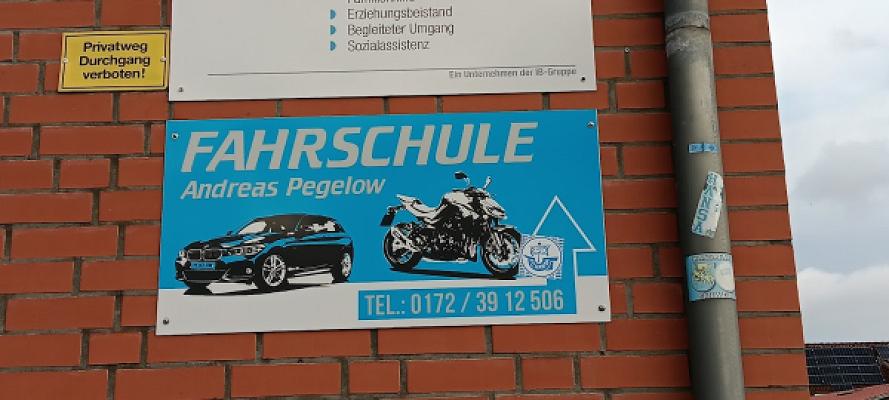 Erziehungsbeistand
Begleiteter Umgang
Sozialassistenz
Ein Unternehmen der IB-Gruppe
Privatweg
Durchgang
verboten!
FAHRSCHULE
Andreas Pegelow
TEL.: 0172 / 39 12 506
HANSA